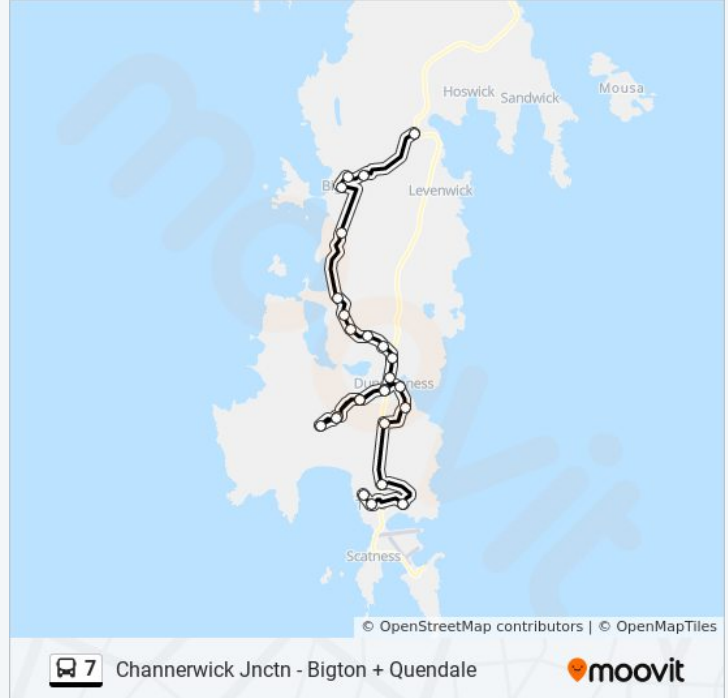 Hoswick
Sandwick
Mousa
Levenwick
Scatness
© OpenStreetMap contributors | © OpenMapTiles
7 Channerwick Jnctn - Bigton + Quendale
moovit